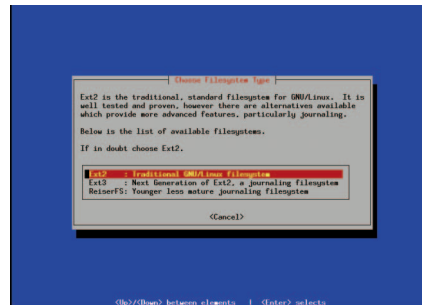 Choose Filesystem Type
Ext2 is the traditional, standard filesystem for GNU/Linux. It is
well tested and proven, however there are alternatives available
which provide more advanced features, particularly journaling.
Below is the list of available filesystems.
If in doubt choose Ext2.
Ext2 : Traditional GNU/Linux filesystem
Ext3 : Next Generation of Ext2, a journaling filesystem
ReiserFS: Younger less mature journaling filesystem
<Cancel>
<Up>/<Down> between elements | <Enter> selects